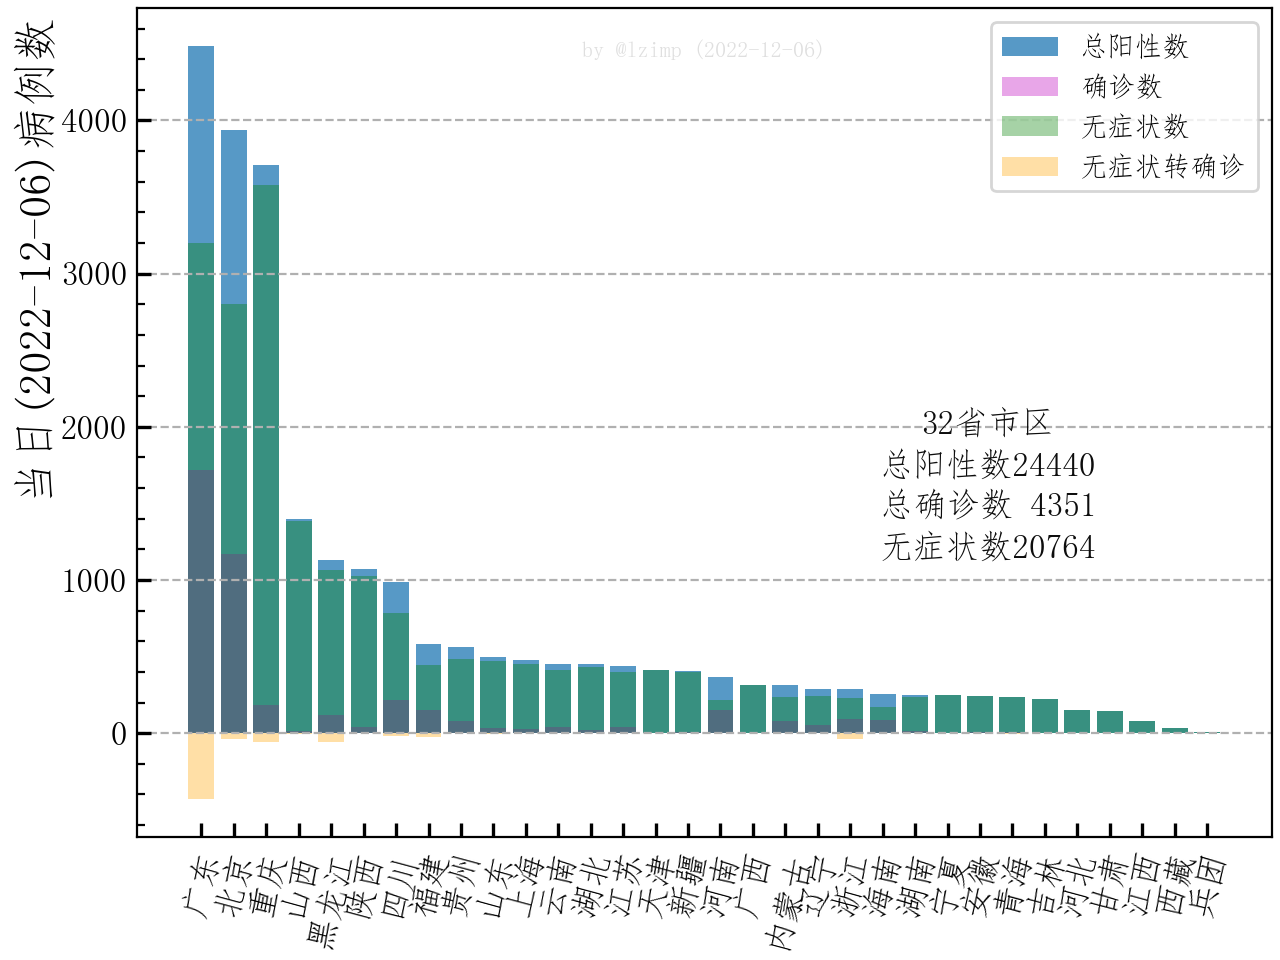 by @lzimp (2022-12-06)
总阳性数
确诊数
无症状数
无症状转确诊
当日(2022-12-06)病例数
4000
3000
2000
1000
0
32省市区
总阳性数24440
总确诊数 4351
无症状数20764
广东
北京
重庆
山西
黑龙江
陕西
四川
福建
贵州
山东
上海
云南
湖北
江苏
天津
新疆
河南
广西
内蒙古
辽宁
浙江
海南
湖南
宁夏
安徽
青海
吉林
河北
甘肃
江西
西藏
兵团